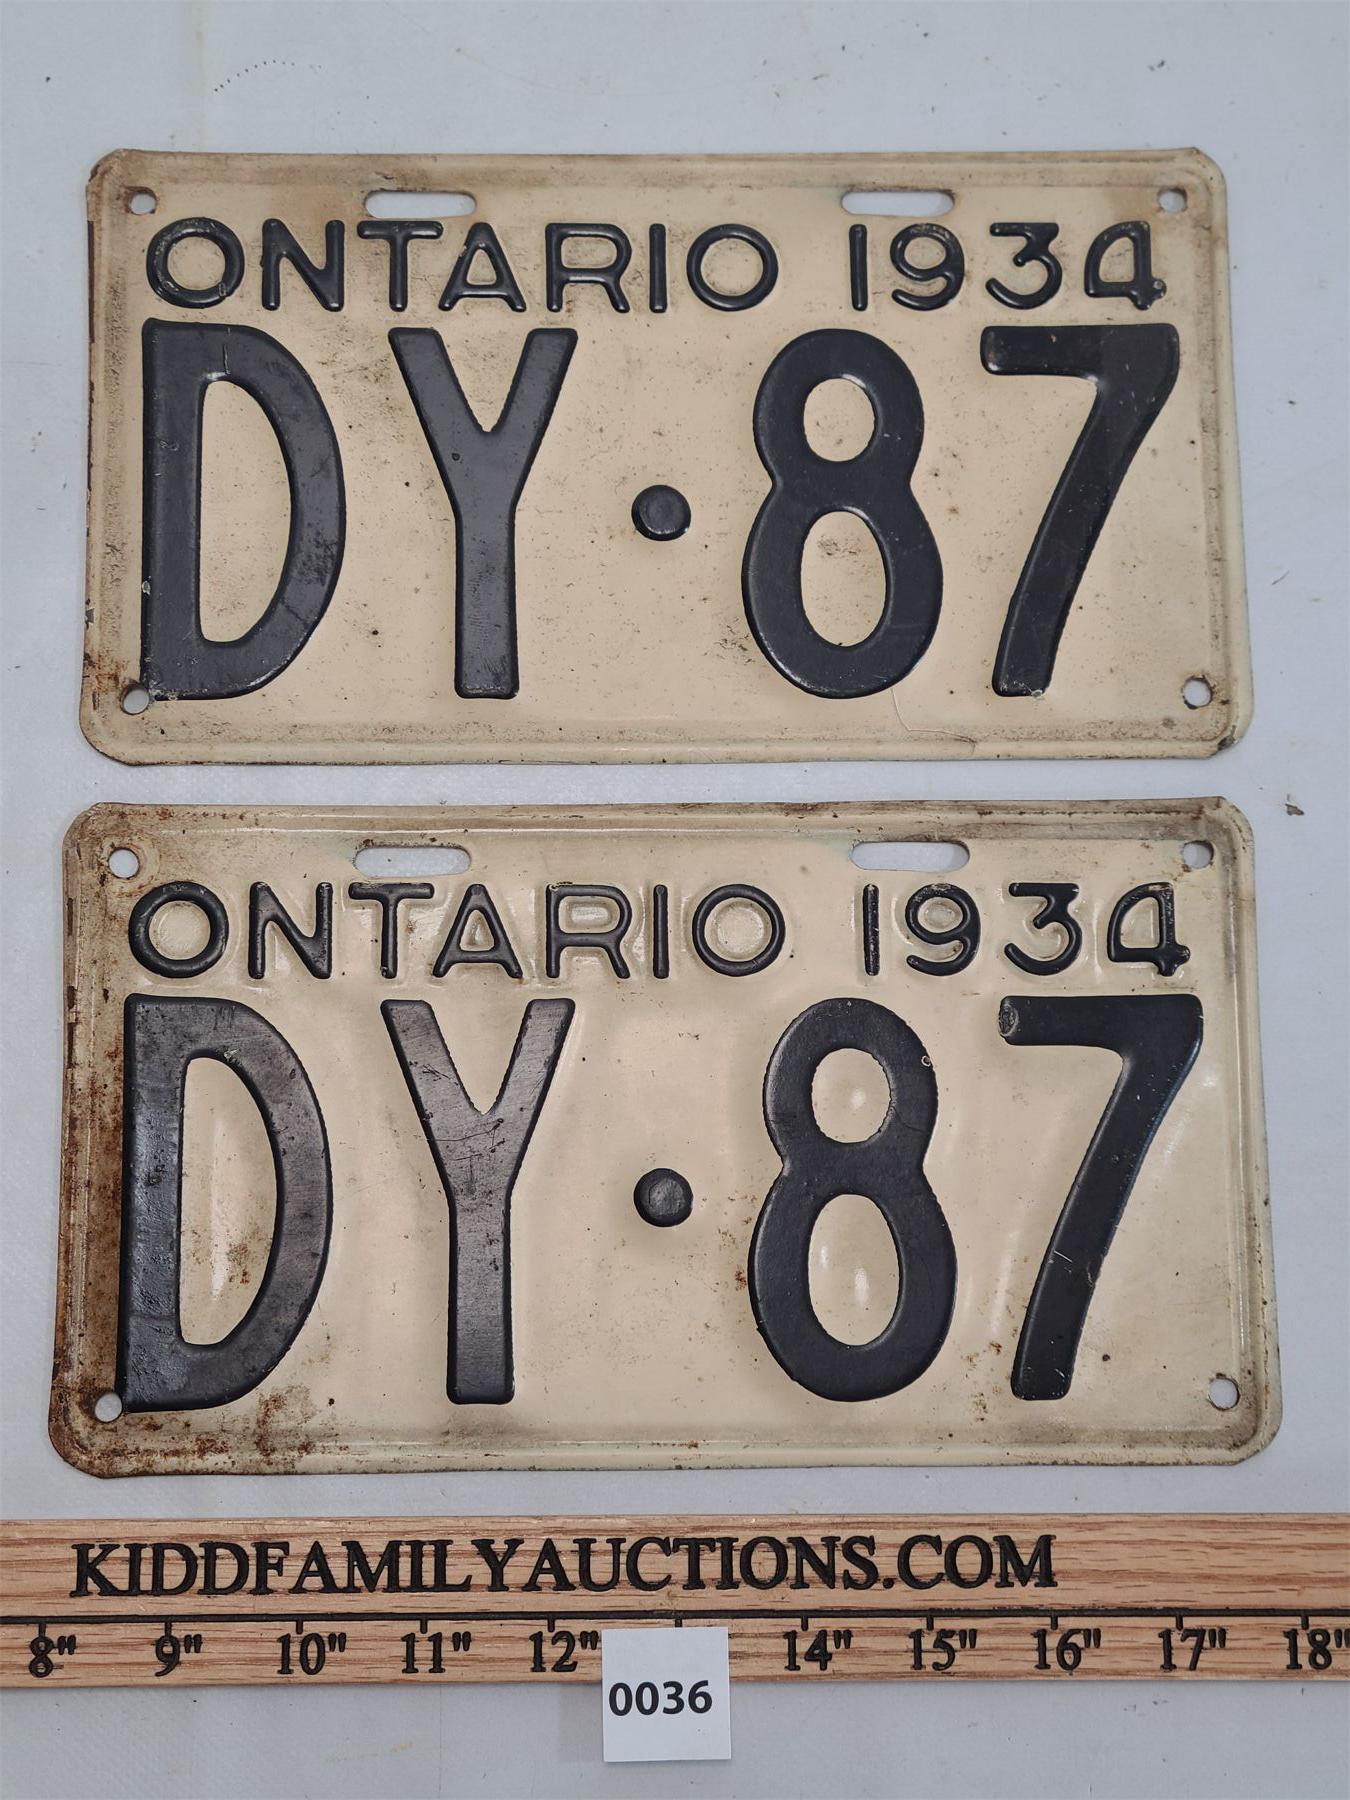 ONTARIO 1934
DY·87
ONTARIO 1934
DY·87
KIDDFAMILYAUCTIONS.COM
8" 9" 10" 11" 12" 14" 15" 16" 17" 18"
0036